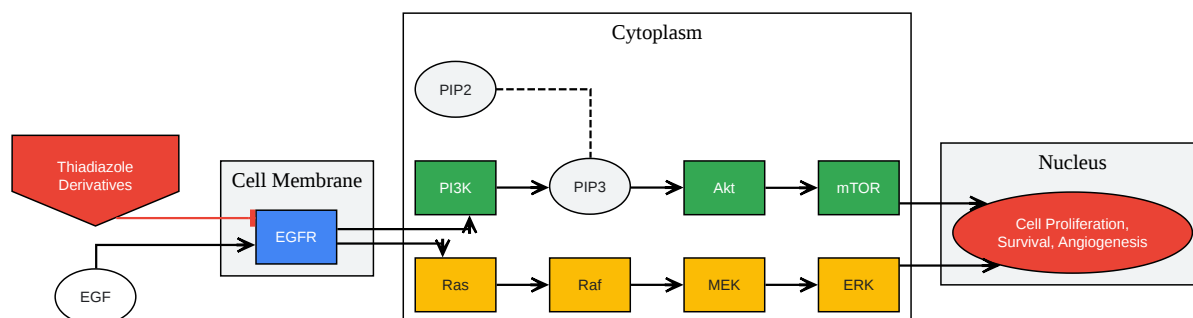 Cytoplasm
PIP2
Thiadiazole
Derivatives
Cell Membrane
Nucleus
PI3K
PIP3
Akt
mTOR
EGFR
Cell Proliferation,
Survival, Angiogenesis
EGF
Ras
Raf
MEK
ERK